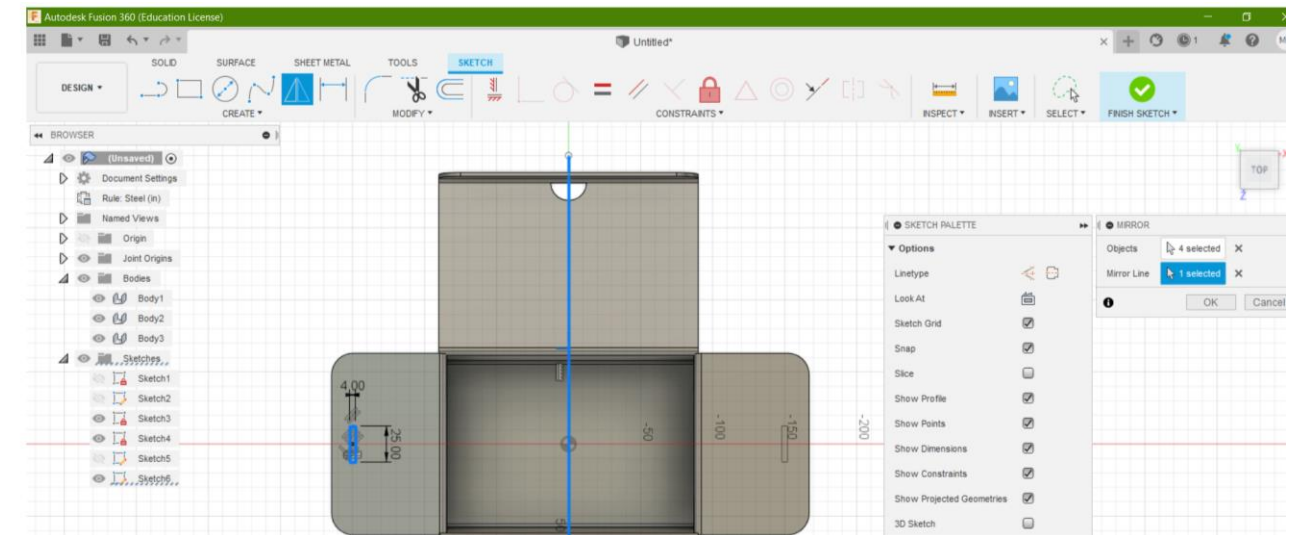 F Autodesk Fusion 360 (Education License)
Untitled*
1
SOLID SURFACE SHEET METAL TOOLS SKETCH
DESIGN
CREATE MODIFY CONSTRAINTS INSPECT INSERT SELECT FINISH SKETCH
BROWSER
(Unsaved)
Document Settings
Rule: Steel (in)
Named Views
Origin
Joint Origins
Bodies
Body1
Body2
Body3
Sketches
Sketch1
Sketch2
Sketch3
Sketch4
Sketch5
Sketch6
4,00
25.00
-50
-100
-150
-200
50
TOP
X
Z
SKETCH PALETTE
Options
Linetype
Look At
Sketch Grid
Snap
Slice
Show Profile
Show Points
Show Dimensions
Show Constraints
Show Projected Geometries
3D Sketch
MIRROR
Objects 4 selected
Mirror Line 1 selected
OK Cancel